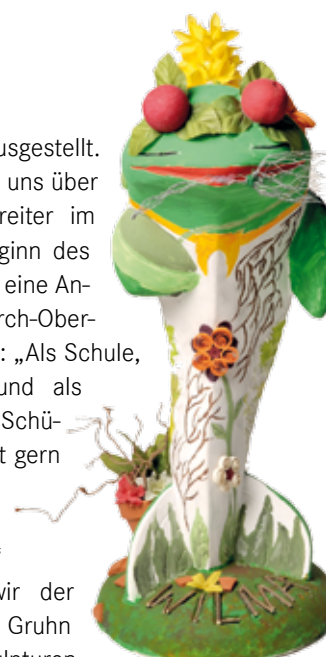 usgestellt.
uns über
reiter im
ginn des
eine An-
rch-Ober-
: „Als Schule,
und als
Schü-
t gern
wir der
Gruhn
WILMA